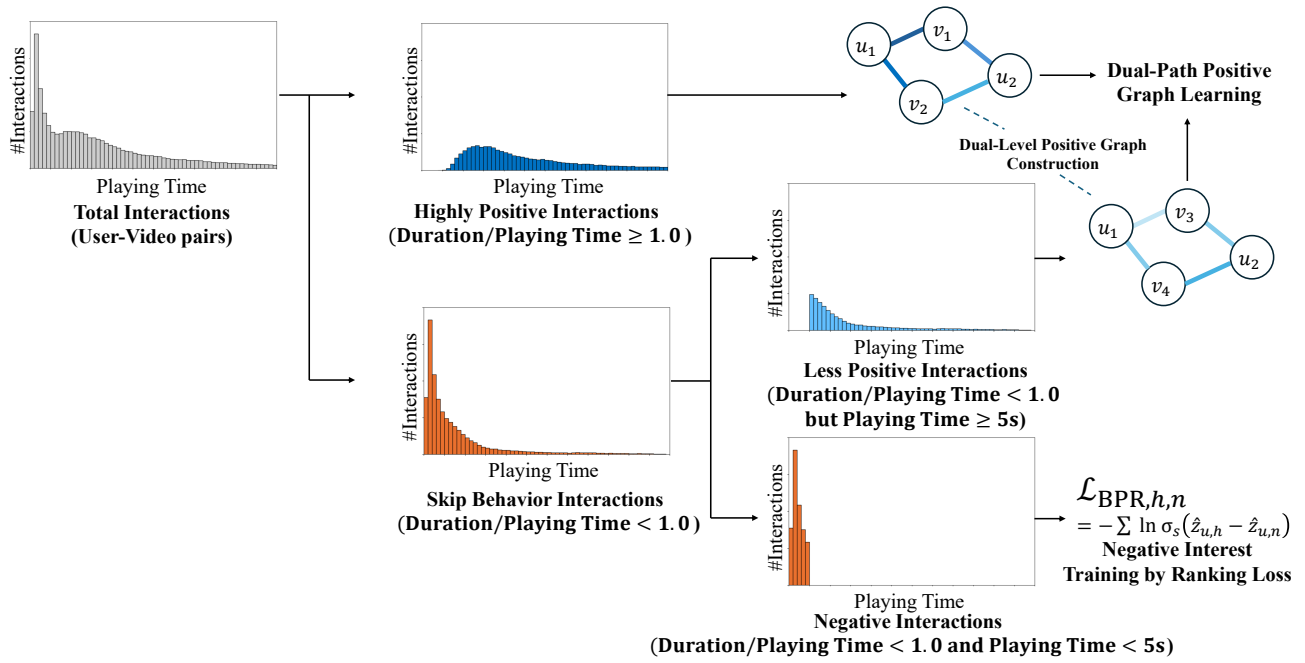 #Interactions
Playing Time
Total Interactions
(User-Video pairs)
#Interactions
Playing Time
Highly Positive Interactions
(Duration/Playing Time ≥ 1.0)
u1
v1
v2
u2
Dual-Path Positive
Graph Learning
Dual-Level Positive Graph
Construction
u1
v3
v4
u2
#Interactions
Playing Time
Skip Behavior Interactions
(Duration/Playing Time < 1.0)
#Interactions
Playing Time
Less Positive Interactions
(Duration/Playing Time < 1.0
but Playing Time ≥ 5s)
#Interactions
Playing Time
Negative Interactions
(Duration/Playing Time < 1.0 and Playing Time < 5s)
ℒBPR,h,n
= − ∑ ln σs(ẑu,h − ẑu,n)
Negative Interest
Training by Ranking Loss